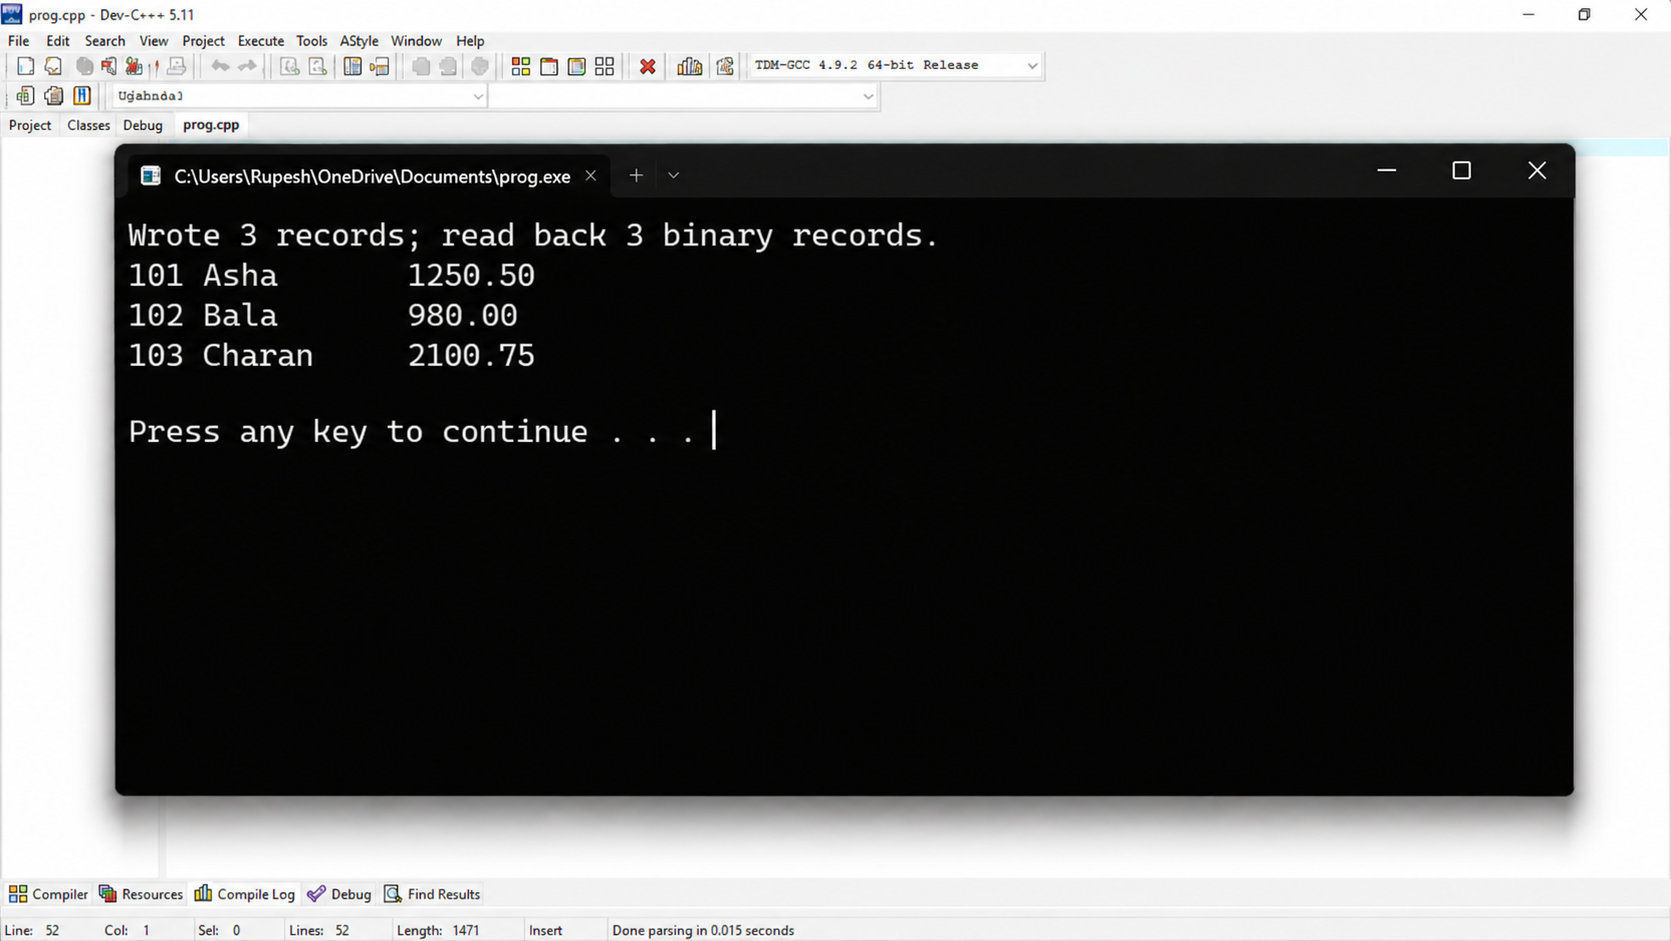 prog.cpp - Dev-C++ 5.11
File Edit Search View Project Execute Tools AStyle Window Help
TDM-GCC 4.9.2 64-bit Release
Project Classes Debug prog.cpp
C:\Users\Rupesh\OneDrive\Documents\prog.exe
Wrote 3 records; read back 3 binary records.
101 Asha 1250.50
102 Bala 980.00
103 Charan 2100.75
Press any key to continue . . .
Compiler Resources Compile Log Debug Find Results
Line: 52 Col: 1 Sel: 0 Lines: 52 Length: 1471 Insert Done parsing in 0.015 seconds